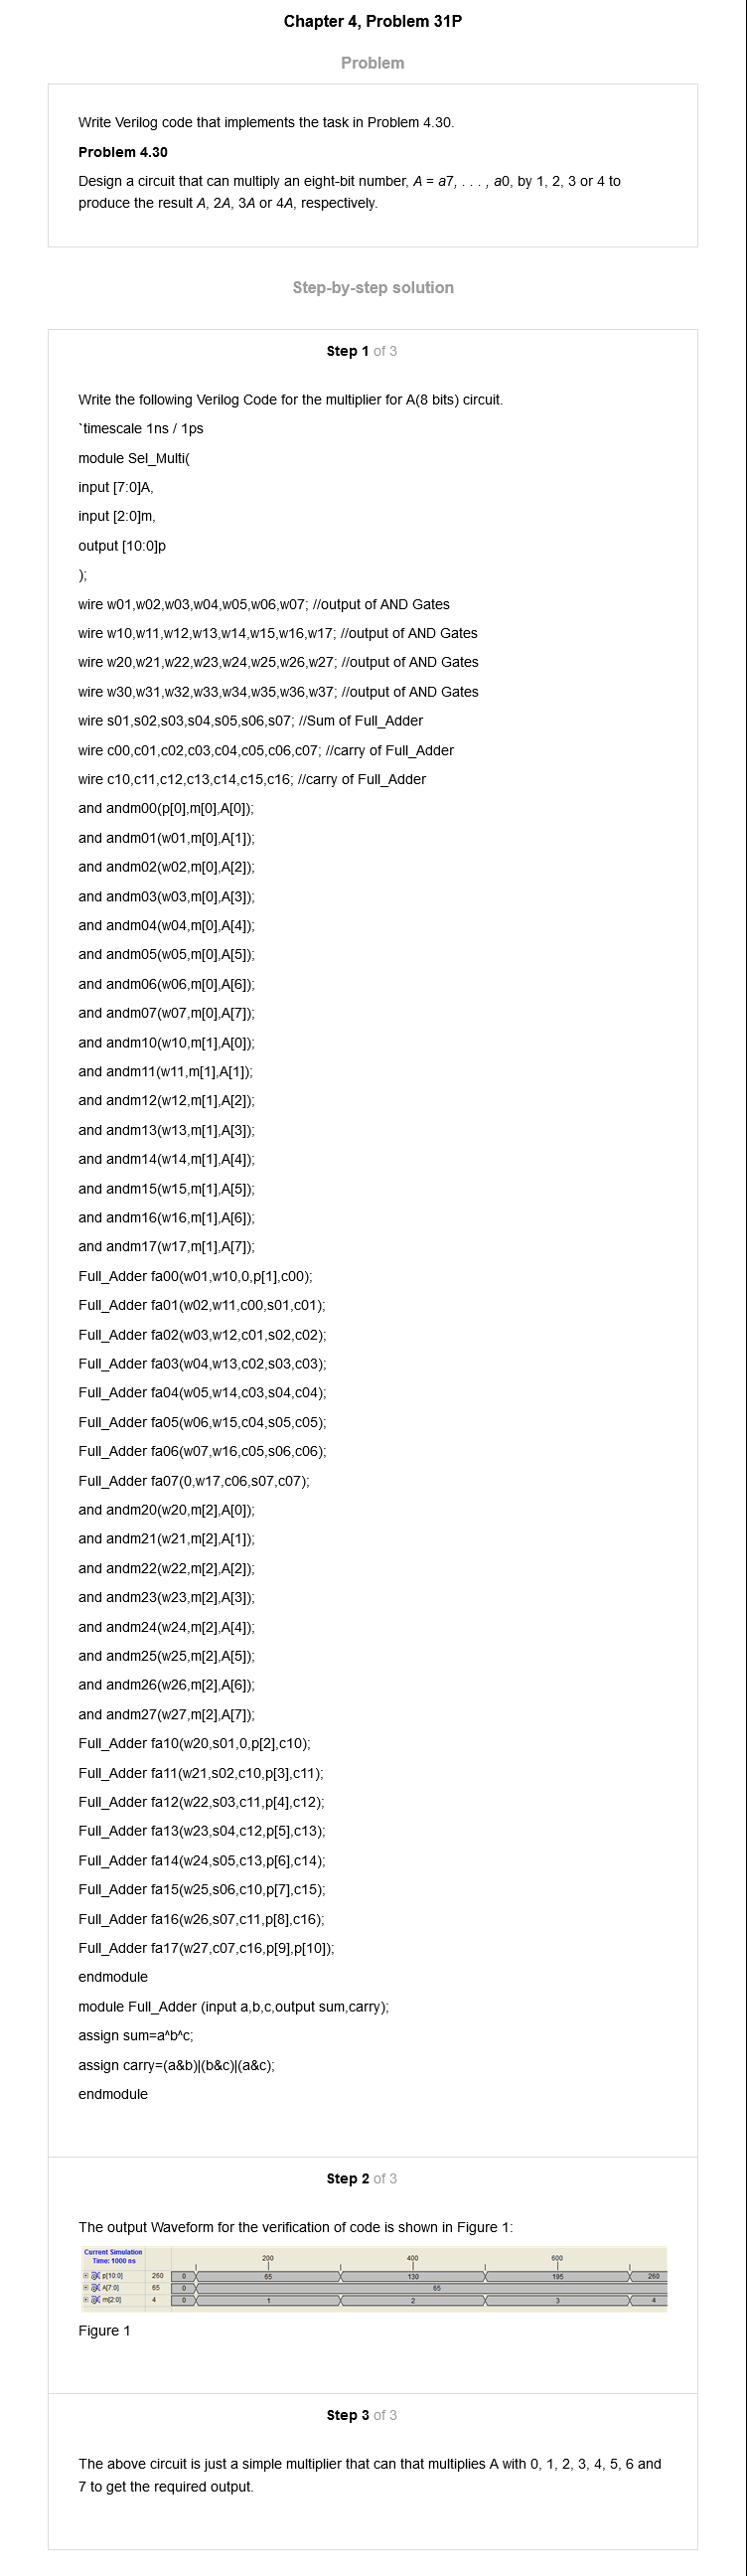 Chapter 4, Problem 31P
Problem
Write Verilog code that implements the task in Problem 4.30.
Problem 4.30
Design a circuit that can multiply an eight-bit number, A = a7, . . . , a0, by 1, 2, 3 or 4 to
produce the result A, 2A, 3A or 4A, respectively.
Step-by-step solution
Step 1 of 3
Write the following Verilog Code for the multiplier for A(8 bits) circuit.
`timescale 1ns / 1ps
module Sel_Multi(
input [7:0]A,
input [2:0]m,
output [10:0]p
);
wire w01,w02,w03,w04,w05,w06,w07; //output of AND Gates
wire w10,w11,w12,w13,w14,w15,w16,w17; //output of AND Gates
wire w20,w21,w22,w23,w24,w25,w26,w27; //output of AND Gates
wire w30,w31,w32,w33,w34,w35,w36,w37; //output of AND Gates
wire s01,s02,s03,s04,s05,s06,s07; //Sum of Full_Adder
wire c00,c01,c02,c03,c04,c05,c06,c07; //carry of Full_Adder
wire c10,c11,c12,c13,c14,c15,c16; //carry of Full_Adder
and andm00(p[0],m[0],A[0]);
and andm01(w01,m[0],A[1]);
and andm02(w02,m[0],A[2]);
and andm03(w03,m[0],A[3]);
and andm04(w04,m[0],A[4]);
and andm05(w05,m[0],A[5]);
and andm06(w06,m[0],A[6]);
and andm07(w07,m[0],A[7]);
and andm10(w10,m[1],A[0]);
and andm11(w11,m[1],A[1]);
and andm12(w12,m[1],A[2]);
and andm13(w13,m[1],A[3]);
and andm14(w14,m[1],A[4]);
and andm15(w15,m[1],A[5]);
and andm16(w16,m[1],A[6]);
and andm17(w17,m[1],A[7]);
Full_Adder fa00(w01,w10,0,p[1],c00);
Full_Adder fa01(w02,w11,c00,s01,c01);
Full_Adder fa02(w03,w12,c01,s02,c02);
Full_Adder fa03(w04,w13,c02,s03,c03);
Full_Adder fa04(w05,w14,c03,s04,c04);
Full_Adder fa05(w06,w15,c04,s05,c05);
Full_Adder fa06(w07,w16,c05,s06,c06);
Full_Adder fa07(0,w17,c06,s07,c07);
and andm20(w20,m[2],A[0]);
and andm21(w21,m[2],A[1]);
and andm22(w22,m[2],A[2]);
and andm23(w23,m[2],A[3]);
and andm24(w24,m[2],A[4]);
and andm25(w25,m[2],A[5]);
and andm26(w26,m[2],A[6]);
and andm27(w27,m[2],A[7]);
Full_Adder fa10(w20,s01,0,p[2],c10);
Full_Adder fa11(w21,s02,c10,p[3],c11);
Full_Adder fa12(w22,s03,c11,p[4],c12);
Full_Adder fa13(w23,s04,c12,p[5],c13);
Full_Adder fa14(w24,s05,c13,p[6],c14);
Full_Adder fa15(w25,s06,c10,p[7],c15);
Full_Adder fa16(w26,s07,c11,p[8],c16);
Full_Adder fa17(w27,c07,c16,p[9],p[10]);
endmodule
module Full_Adder (input a,b,c,output sum,carry);
assign sum=a^b^c;
assign carry=(a&b)|(b&c)|(a&c);
endmodule
Step 2 of 3
The output Waveform for the verification of code is shown in Figure 1:
Current Simulation
Time: 1000 ns
200 400 600
p[10:0] 260 0 65 130 195 260
A[7:0] 65 0 65
m[2:0] 4 0 1 2 3 4
Figure 1
Step 3 of 3
The above circuit is just a simple multiplier that can that multiplies A with 0, 1, 2, 3, 4, 5, 6 and
7 to get the required output.